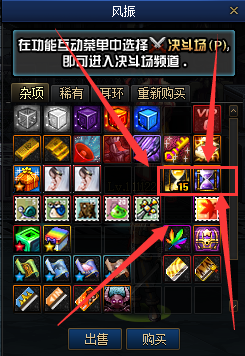 风振
在功能互动菜单中选择 决斗场(P),
即可进入决斗场频道.
杂项 稀有 耳环 重新购买
VIP
15
出售 购买